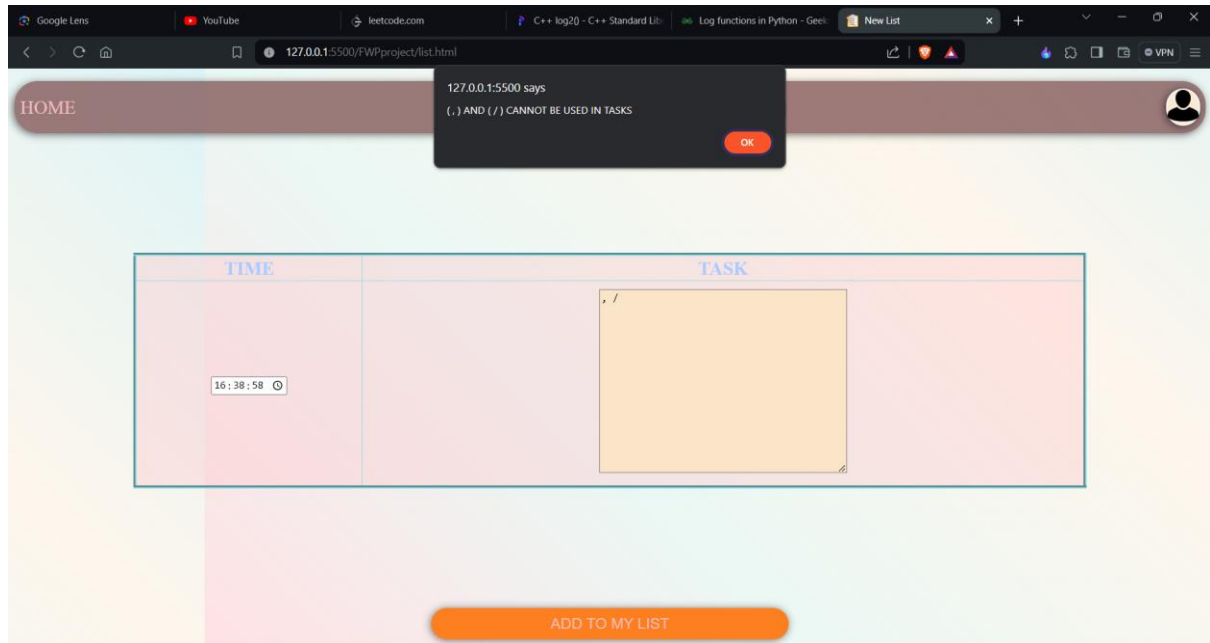 Google Lens
YouTube
leetcode.com
C++ log2() - C++ Standard Lib
Log functions in Python - Geek
New List
127.0.0.1:5500/FWPproject/list.html
VPN
127.0.0.1:5500 says
( , ) AND ( / ) CANNOT BE USED IN TASKS
OK
HOME
TIME TASK
, /
16:38:58
ADD TO MY LIST